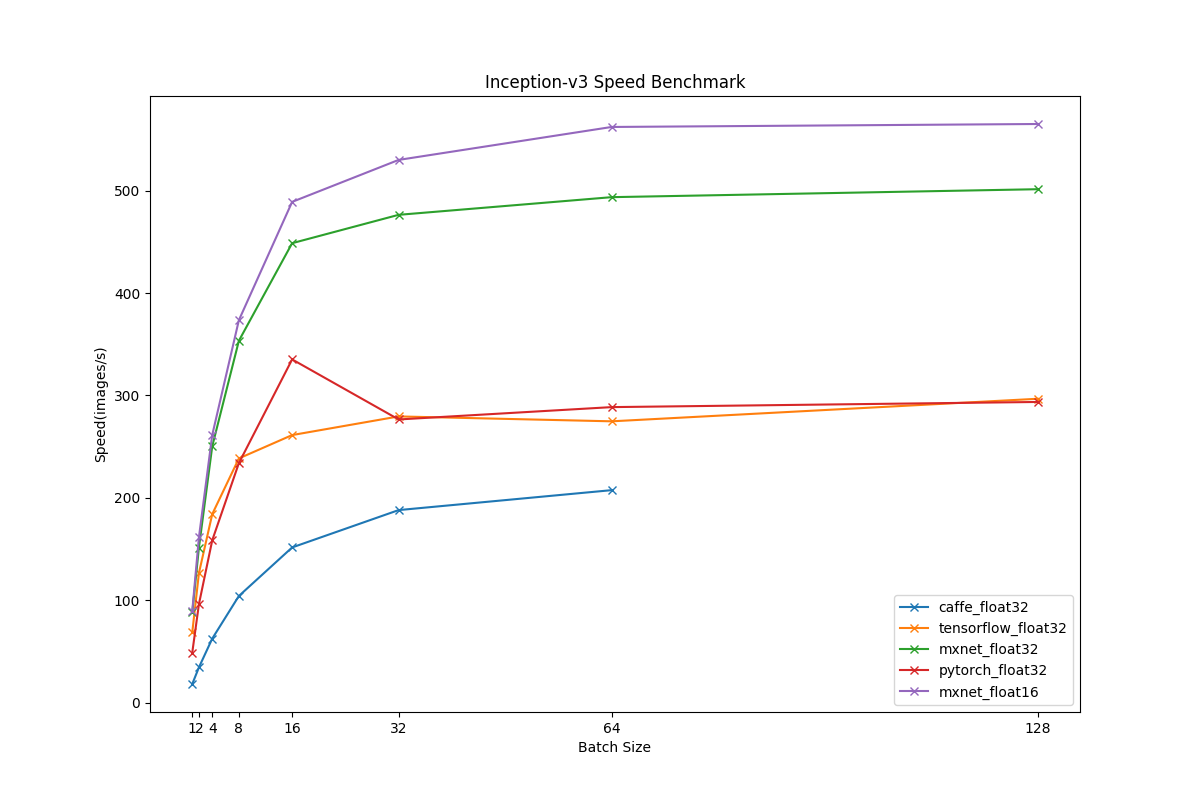 Inception-v3 Speed Benchmark
500
400
300
200
100
0
Speed(images/s)
1 2 4 8 16 32 64 128
Batch Size
caffe_float32
tensorflow_float32
mxnet_float32
pytorch_float32
mxnet_float16